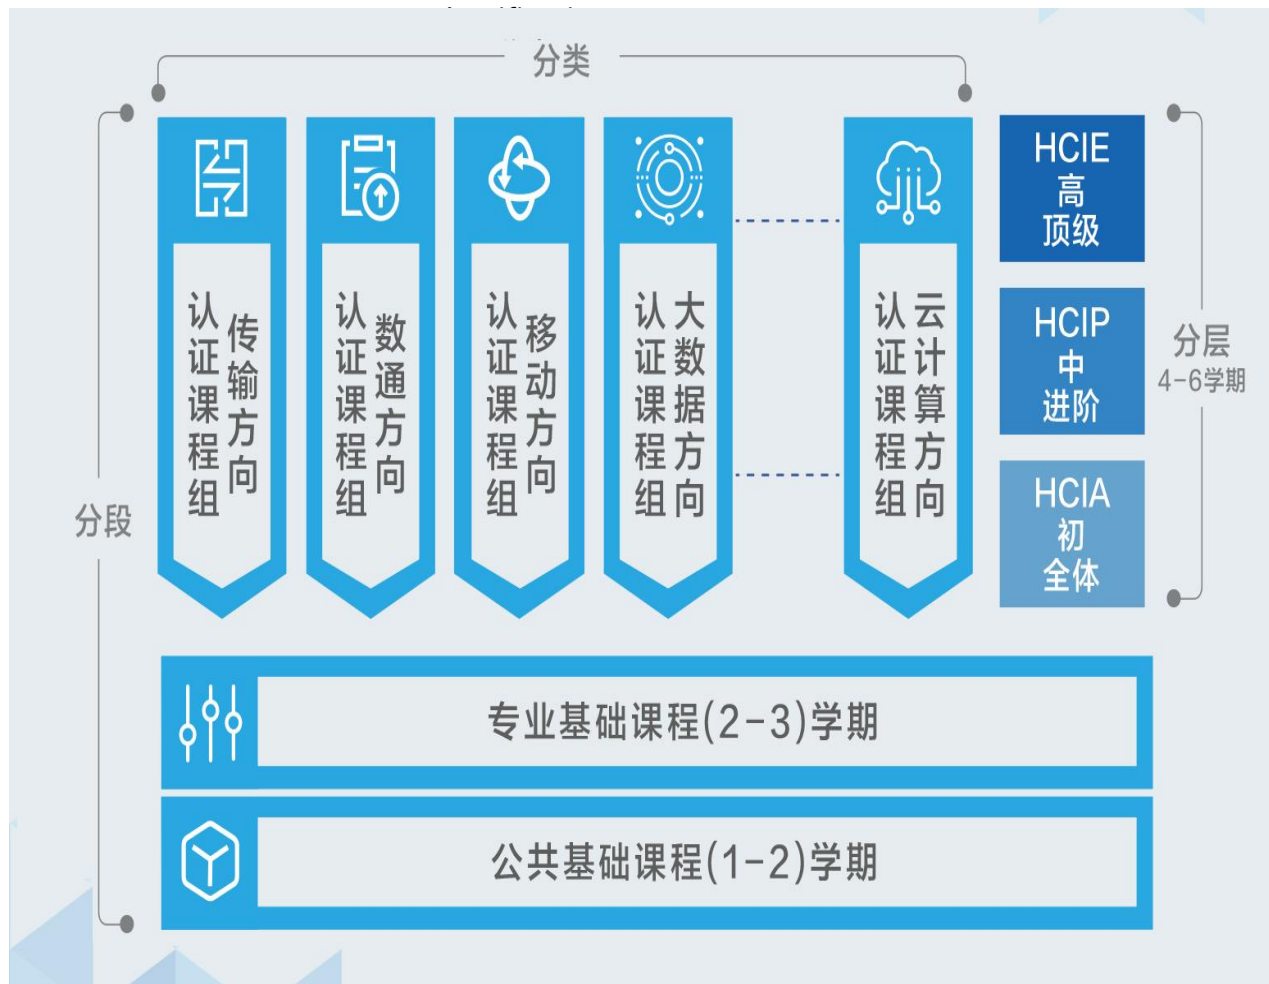 分类
传输方向
认证课程组
数通方向
认证课程组
移动方向
认证课程组
大数据方向
认证课程组
云计算方向
认证课程组
HCIE
高
顶级
HCIP
中
进阶
HCIA
初
全体
分层
4-6学期
分段
专业基础课程(2-3)学期
公共基础课程(1-2)学期